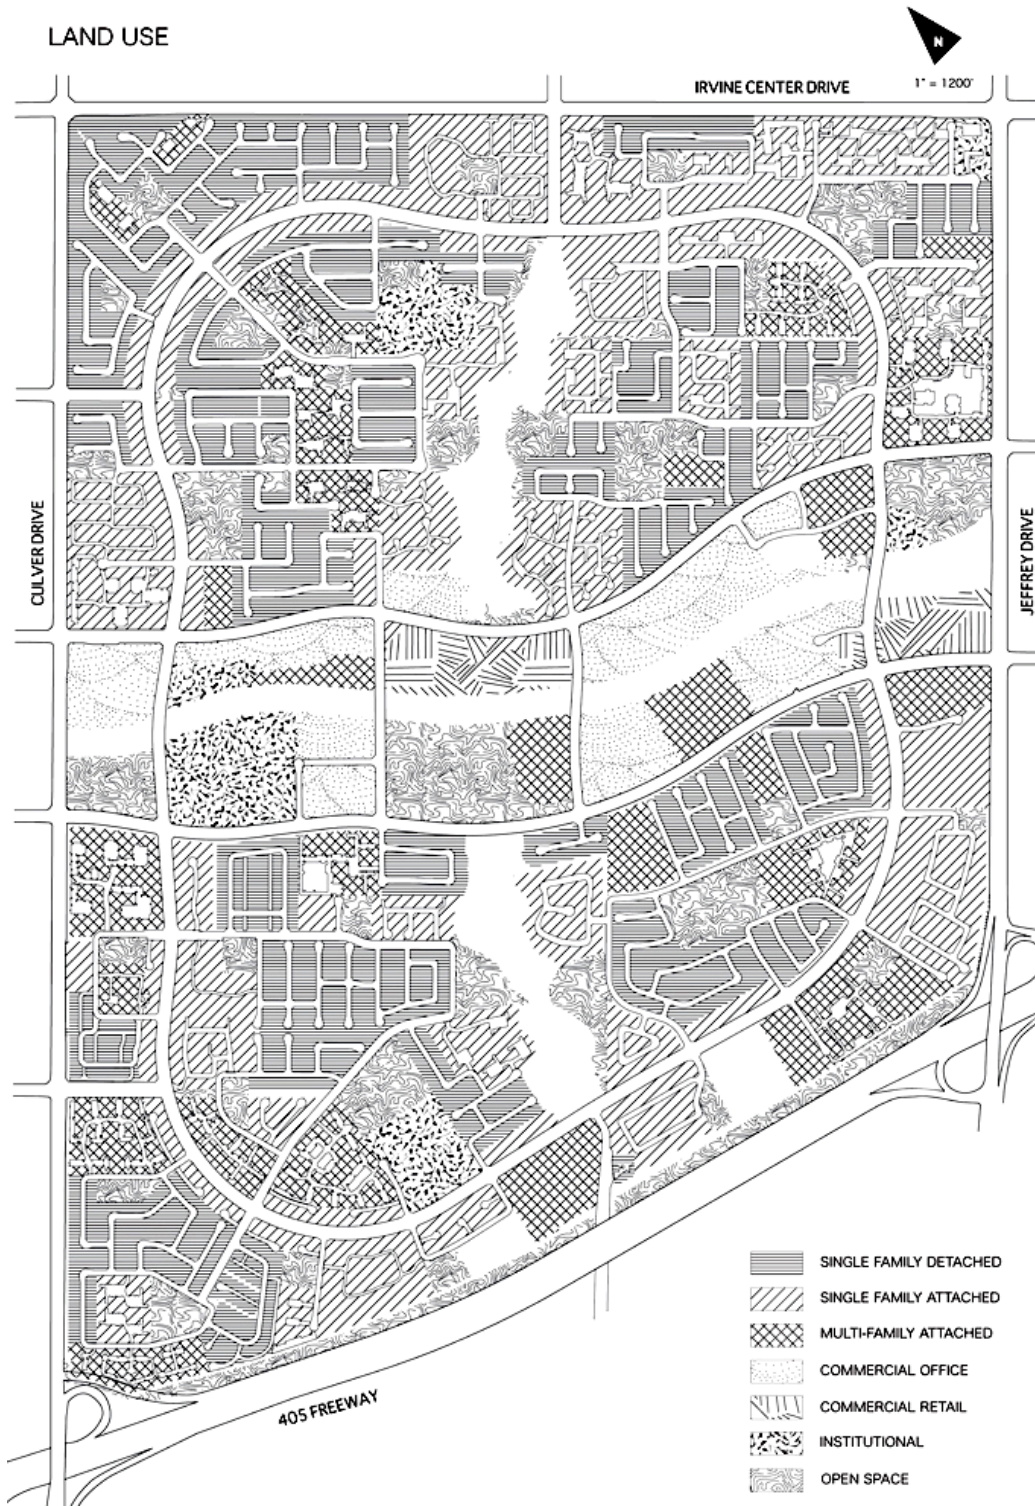 LAND USE
N
IRVINE CENTER DRIVE
1" = 1200'
CULVER DRIVE
JEFFREY DRIVE
405 FREEWAY
SINGLE FAMILY DETACHED
SINGLE FAMILY ATTACHED
MULTI-FAMILY ATTACHED
COMMERCIAL OFFICE
COMMERCIAL RETAIL
INSTITUTIONAL
OPEN SPACE